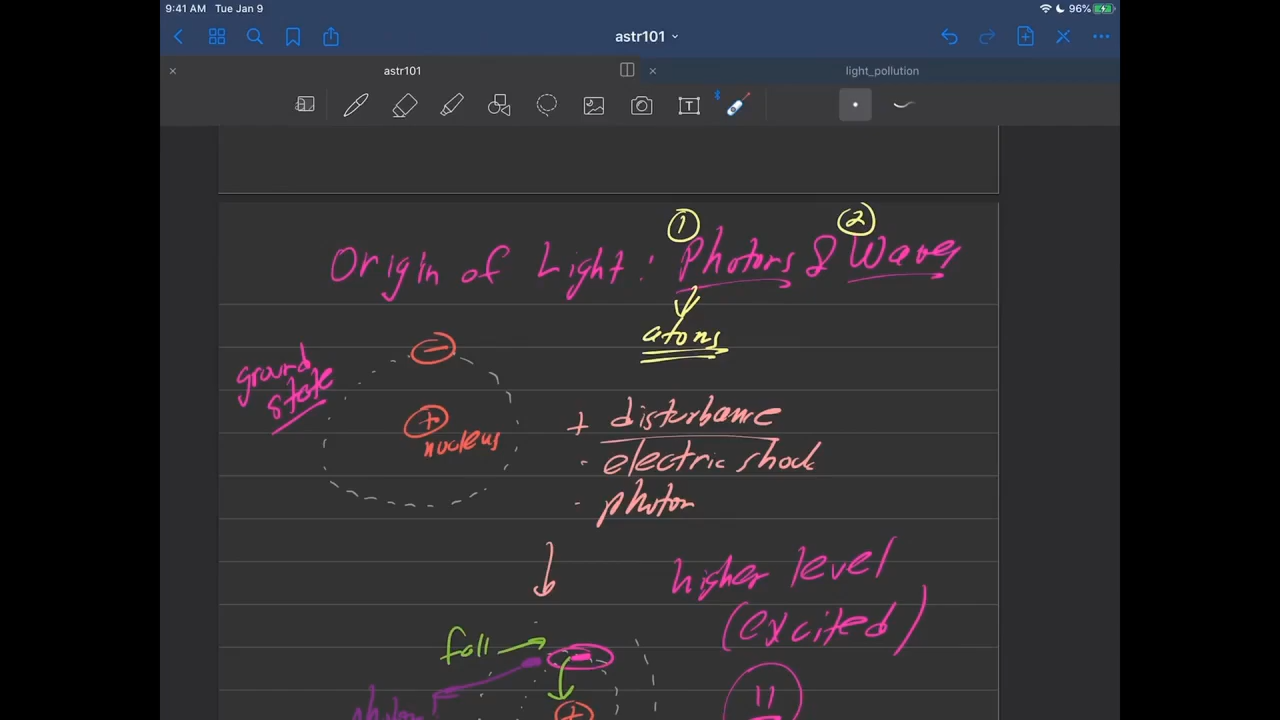 9:41 AM Tue Jan 9
96%
astr101
astr101
light_pollution
T
1 2
Origin of Light: Photons & Waves
atoms
ground
state
−
+
nucleus
+ disturbance
- electric shock
- photon
higher level
(excited)
fall
−
+
photon